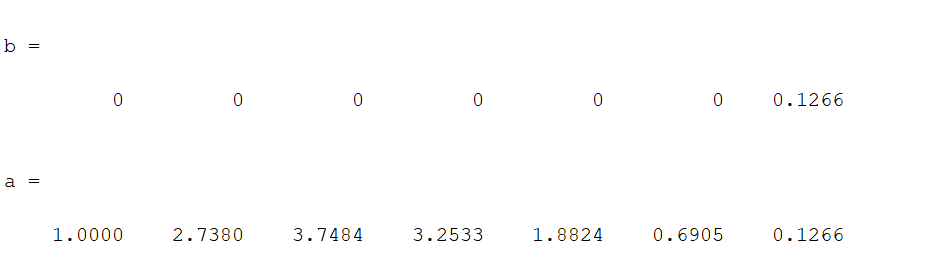 b =
0 0 0 0 0 0 0.1266
a =
1.0000 2.7380 3.7484 3.2533 1.8824 0.6905 0.1266